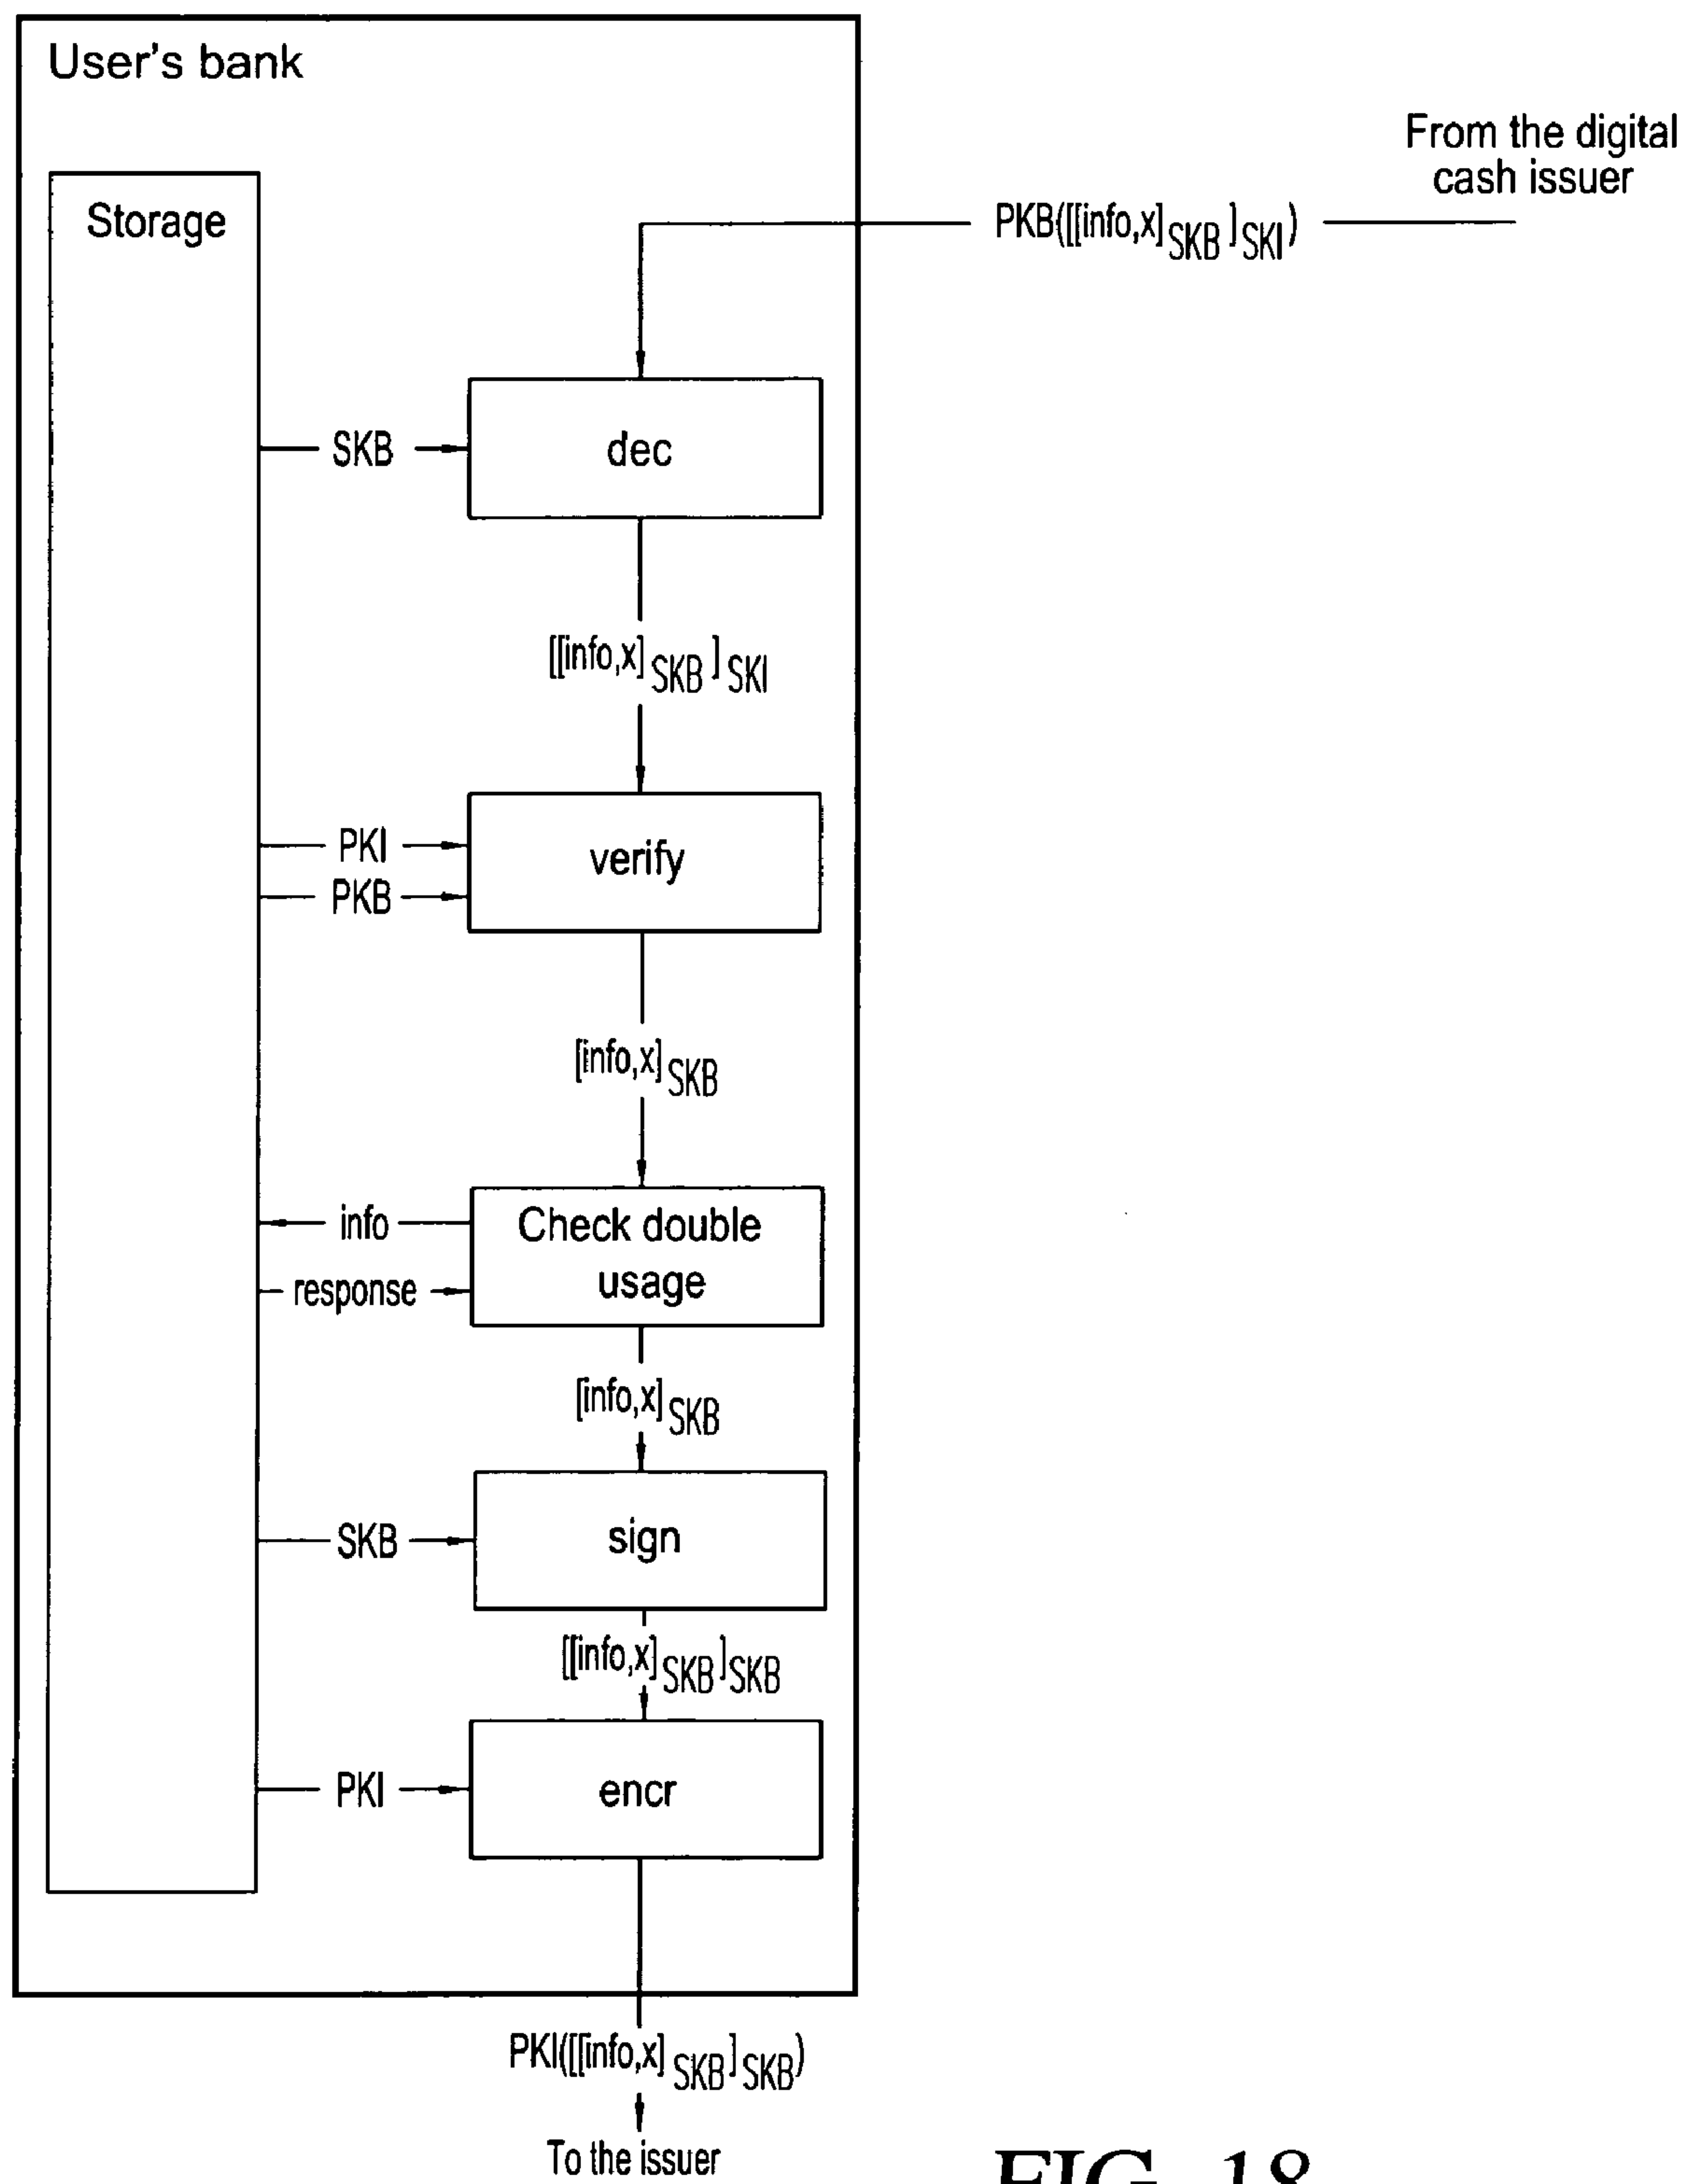 User's bank
From the digital
cash issuer
Storage
PKB([[info,x]SKB]SKI)
SKB
dec
[[info,x]SKB]SKI
PKI
verify
PKB
[info,x]SKB
info
Check double
usage
response
[info,x]SKB
SKB
sign
[[info,x]SKB]SKB
PKI
encr
PKI([[info,x]SKB]SKB)
To the issuer
FIG. 18